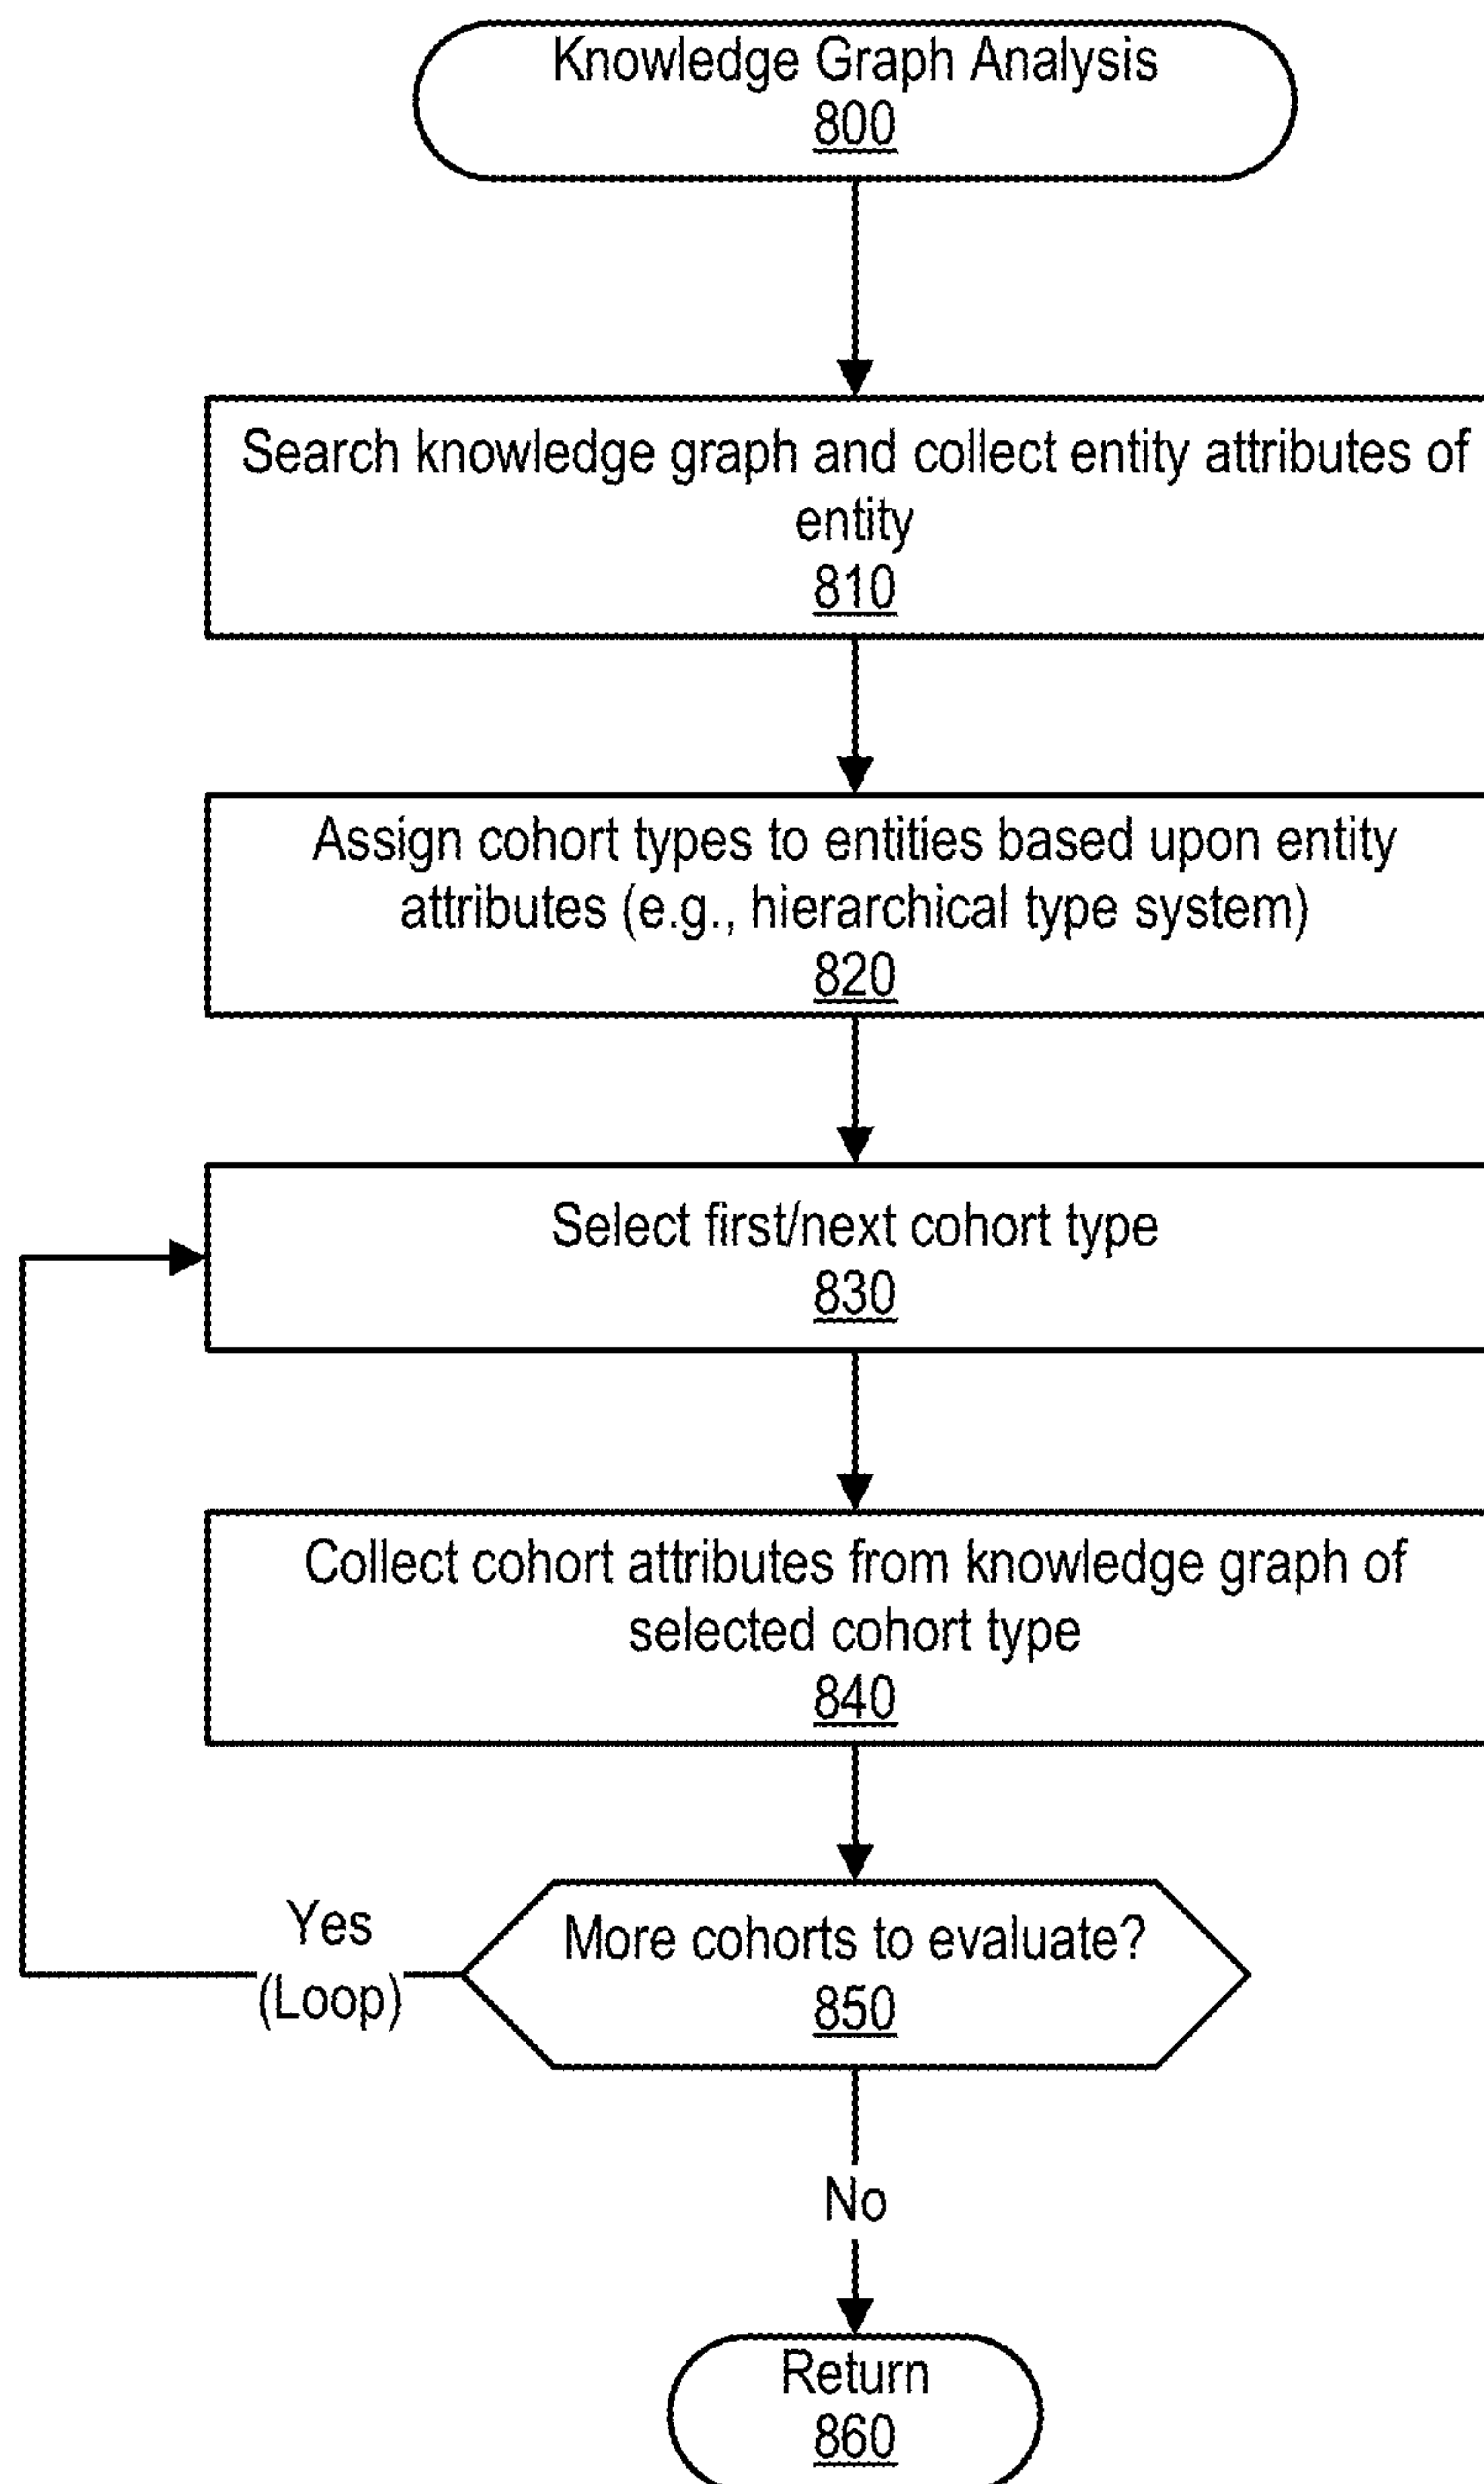 Knowledge Graph Analysis
800
Search knowledge graph and collect entity attributes of
entity
810
Assign cohort types to entities based upon entity
attributes (e.g., hierarchical type system)
820
Select first/next cohort type
830
Collect cohort attributes from knowledge graph of
selected cohort type
840
More cohorts to evaluate?
850
Yes
(Loop)
No
Return
860